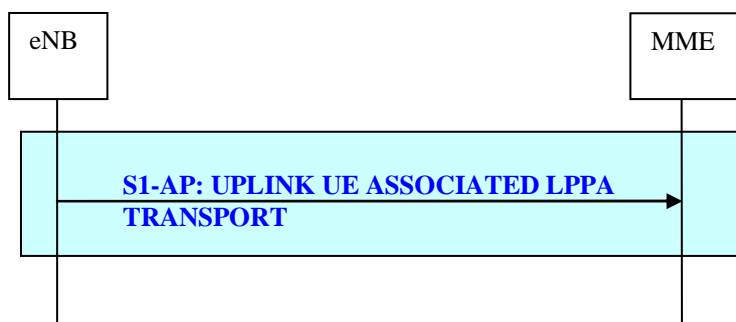 eNB
MME
S1-AP: UPLINK UE ASSOCIATED LPPA
TRANSPORT